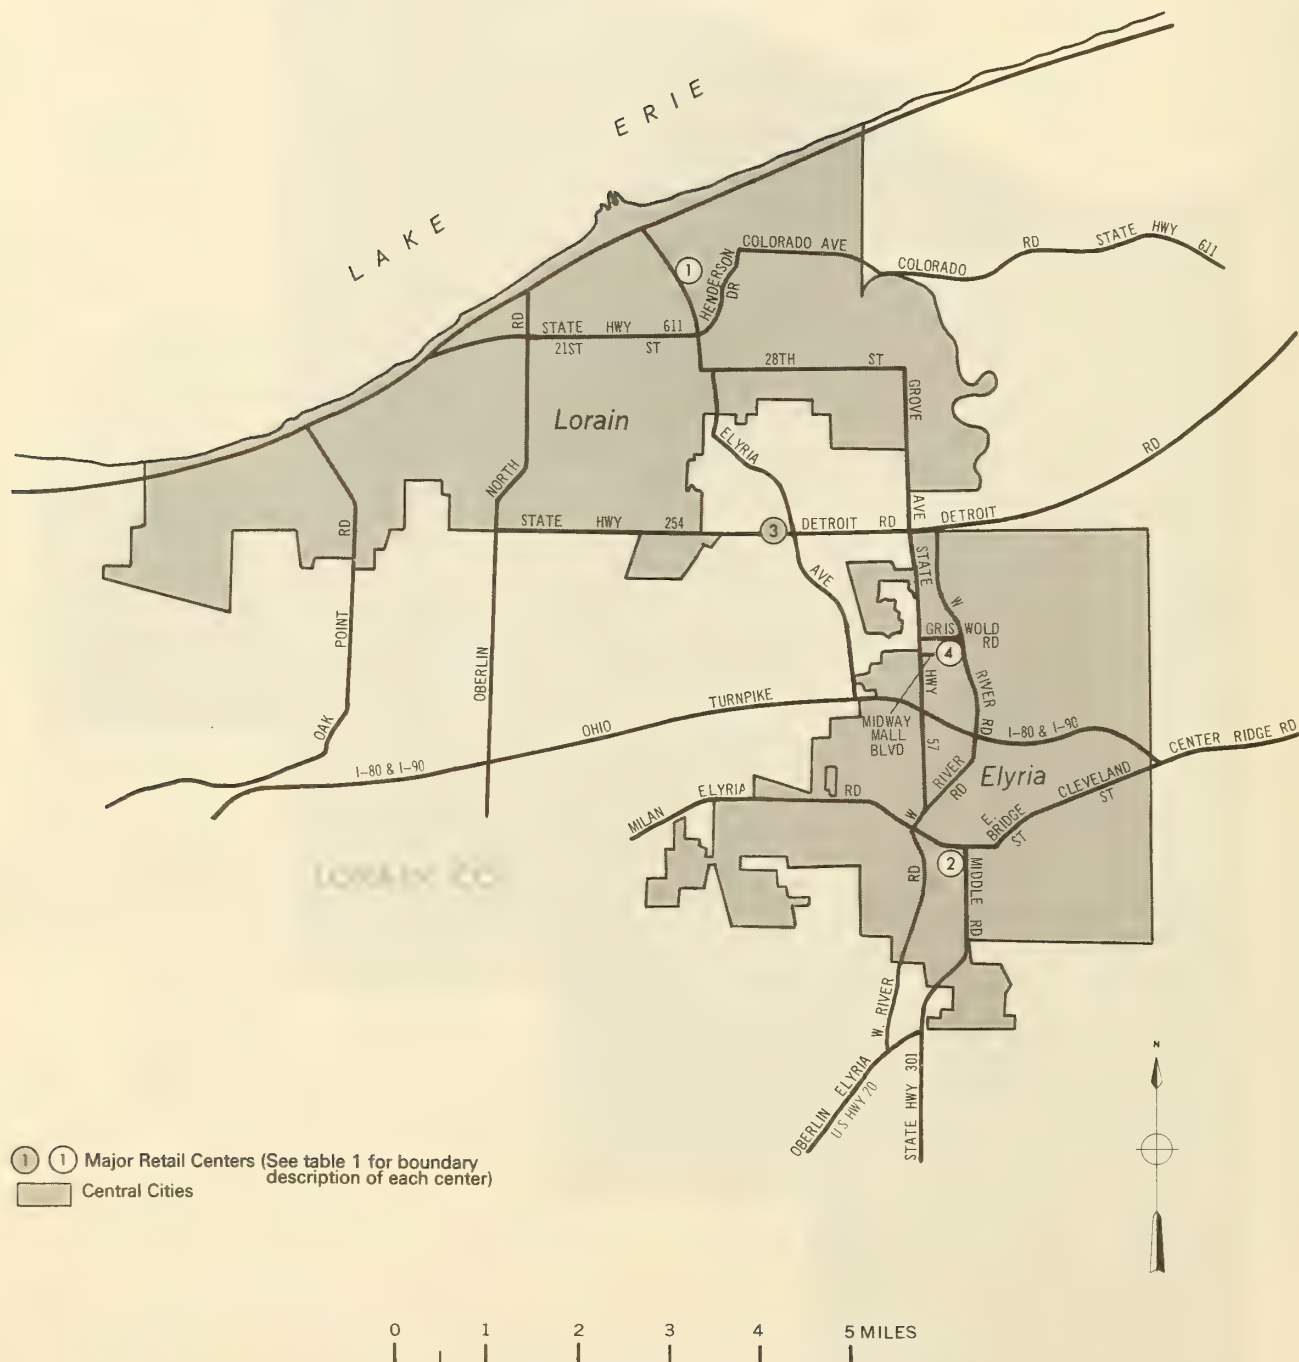 LAKE ERIE
COLORADO AVE
COLORADO RD STATE HWY 611
1
HENDERSON DR
RD
STATE HWY 611
21ST ST
28TH ST
GROVE
Lorain
ELYRIA
NORTH
RD
AVE
STATE HWY 254
3
DETROIT RD
DETROIT RD
STATE
AVE
W
GRISWOLD RD
4
POINT
OBERLIN
HWY
RIVER RD
TURNPIKE
MIDWAY
MALL
BLVD
OAK
OHIO
57
I-80 & I-90
CENTER RIDGE RD
I-80 & I-90
RIVER RD
Elyria
CLEVELAND ST
MILAN ELYRIA RD
W
E. BRIDGE ST
LORAIN CO
RD
2
MIDDLE RD
W. RIVER
N
OBERLIN ELYRIA
U S HWY 20
STATE HWY 301
1 1 Major Retail Centers (See table 1 for boundary
description of each center)
Central Cities
0 1 2 3 4 5 MILES